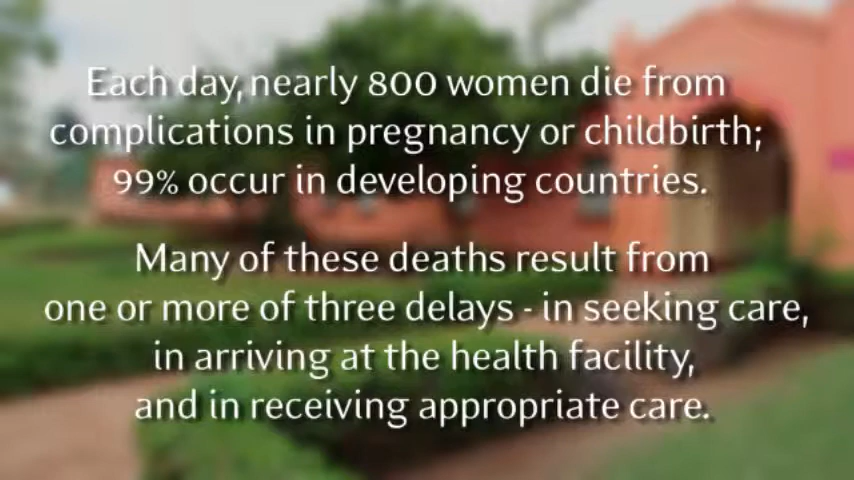 Each day, nearly 800 women die from
complications in pregnancy or childbirth;
99% occur in developing countries.
Many of these deaths result from
one or more of three delays - in seeking care,
in arriving at the health facility,
and in receiving appropriate care.